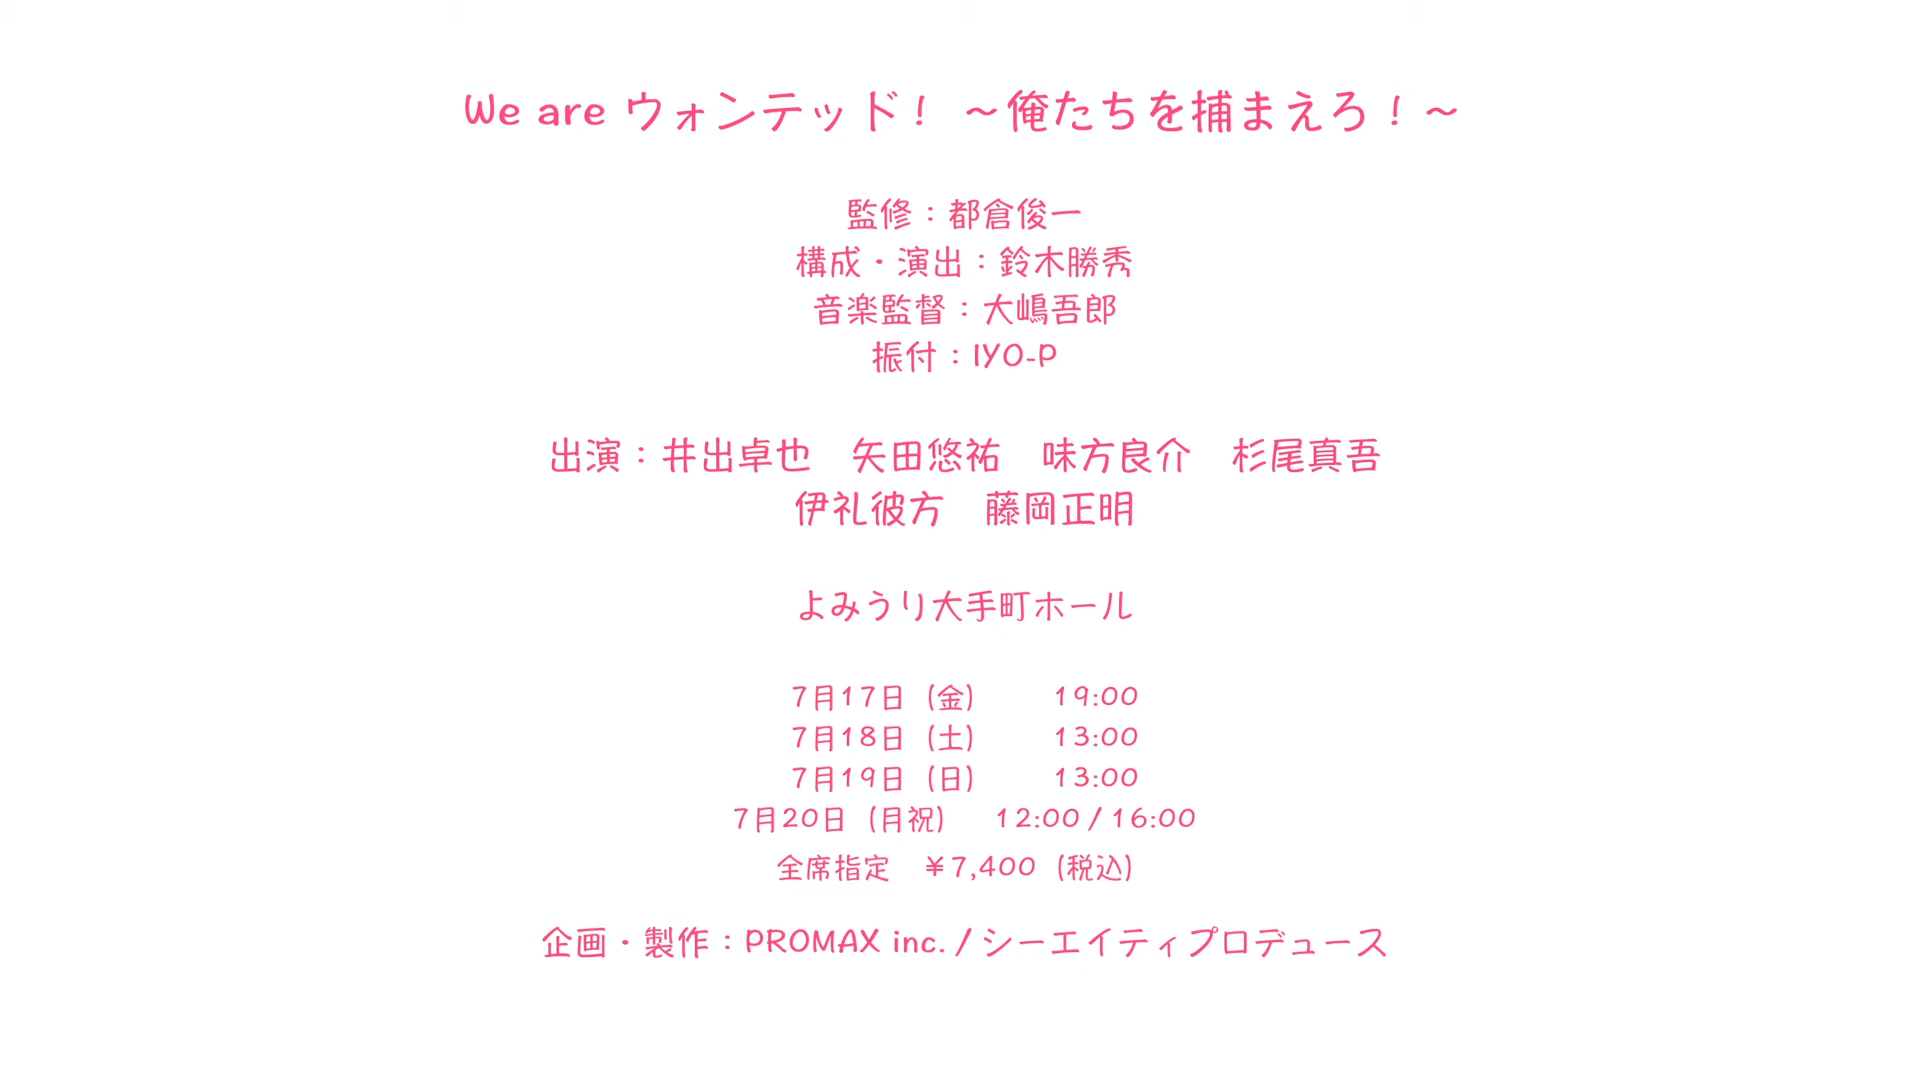 We are ウォンテッド！ ～俺たちを捕まえろ！～
監修：都倉俊一
構成・演出：鈴木勝秀
音楽監督：大嶋吾郎
振付：IYO-P
出演：井出卓也　矢田悠祐　味方良介　杉尾真吾
伊礼彼方　藤岡正明
よみうり大手町ホール
7月17日（金）　19:00
7月18日（土）　13:00
7月19日（日）　13:00
7月20日（月祝）　12:00 / 16:00
全席指定　￥7,400（税込）
企画・製作：PROMAX inc. / シーエイティプロデュース